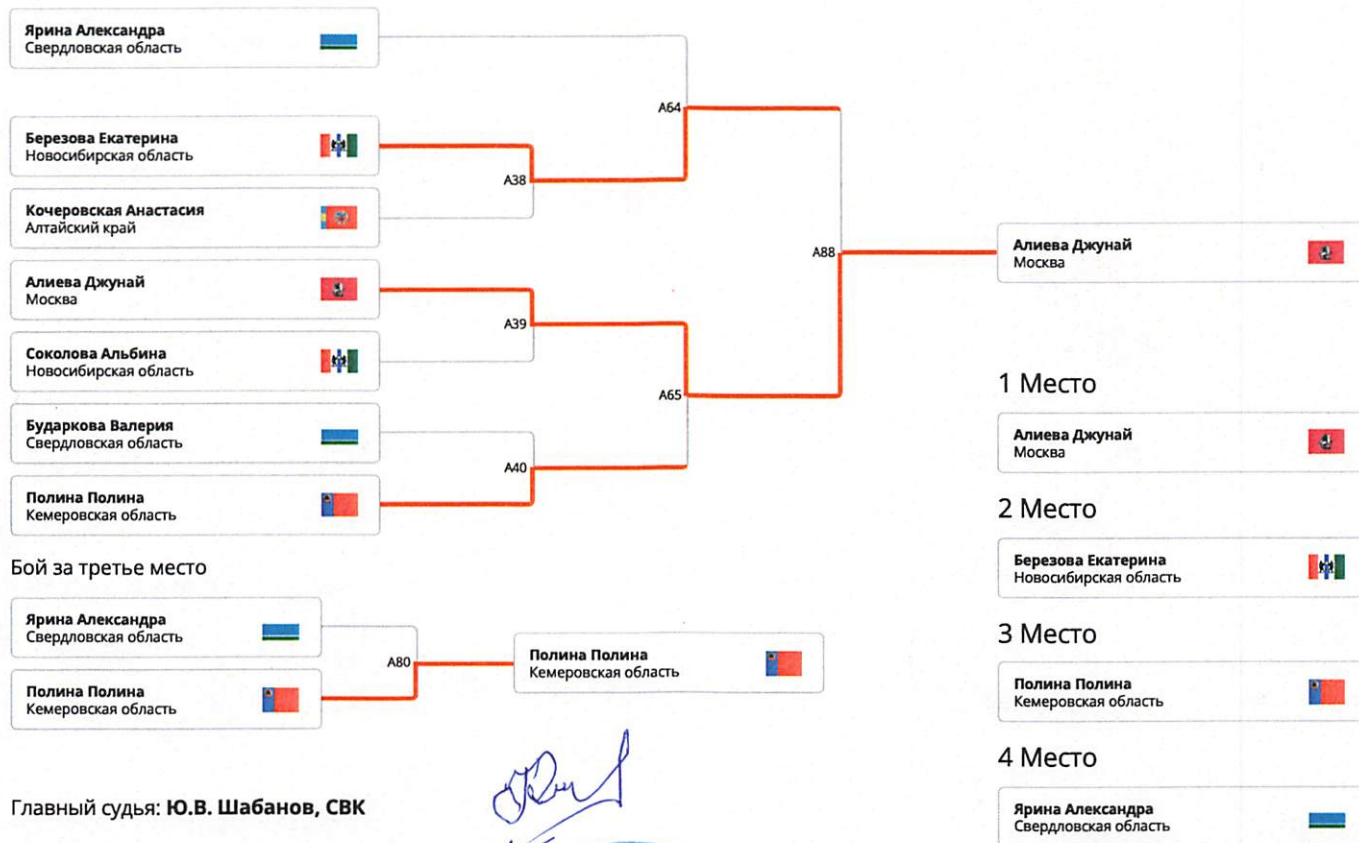 Ярина Александра
Свердловская область
Березова Екатерина
Новосибирская область
Кочеровская Анастасия
Алтайский край
Алиева Джунай
Москва
Соколова Альбина
Новосибирская область
Бударкова Валерия
Свердловская область
Полина Полина
Кемеровская область
A38
A39
A40
A64
A65
A88
Алиева Джунай
Москва
Бой за третье место
Ярина Александра
Свердловская область
Полина Полина
Кемеровская область
A80
Полина Полина
Кемеровская область
1 Место
Алиева Джунай
Москва
2 Место
Березова Екатерина
Новосибирская область
3 Место
Полина Полина
Кемеровская область
4 Место
Ярина Александра
Свердловская область
Главный судья: Ю.В. Шабанов, СВК